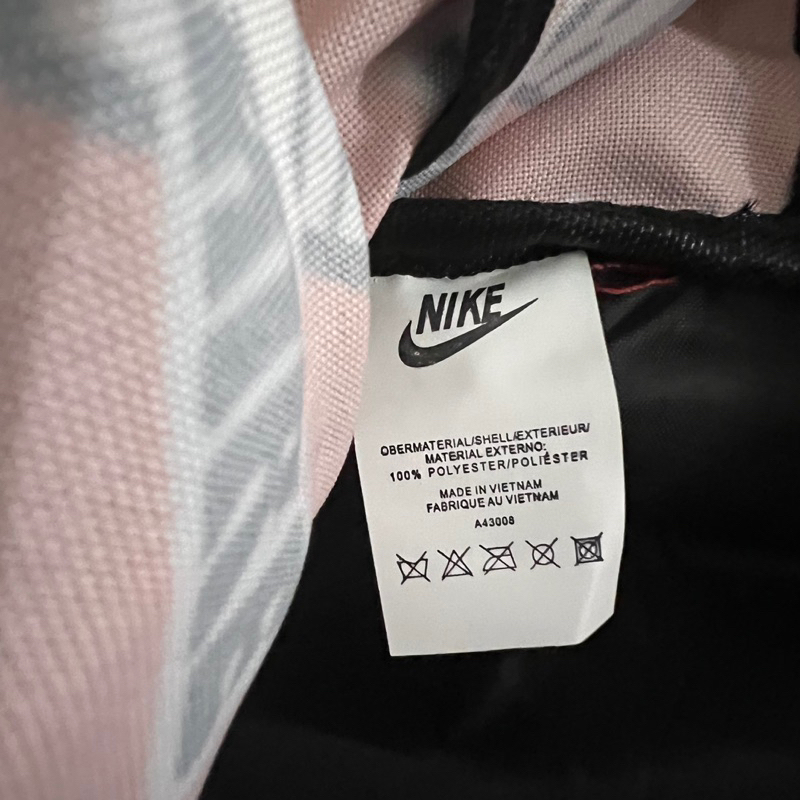 NIKE
OBERMATERIAL/SHELL/EXTERIEUR/
MATERIAL EXTERNO:
100% POLYESTER/POLIÉSTER
MADE IN VIETNAM
FABRIQUE AU VIETNAM
A43008